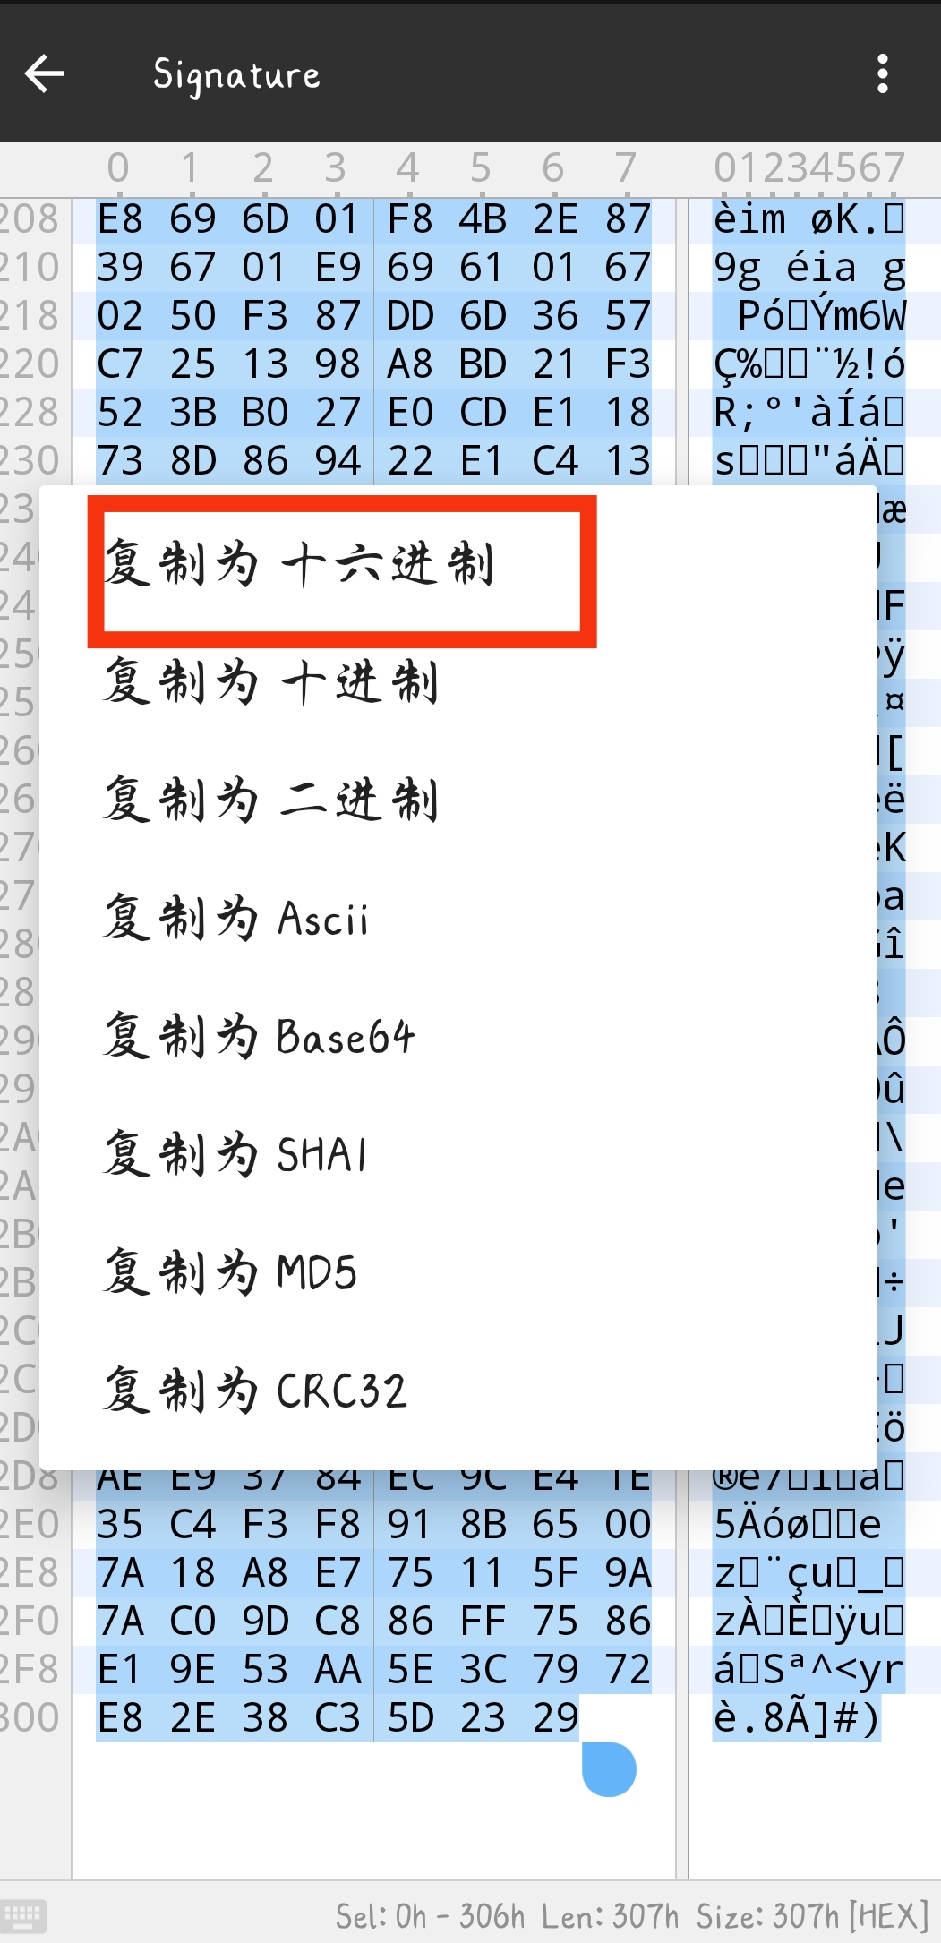 Signature
0 1 2 3 4 5 6 7 01234567
208 E8 69 6D 01 F8 4B 2E 87 èim øK.
210 39 67 01 E9 69 61 01 67 9g éia g
218 02 50 F3 87 DD 6D 36 57 Pó Ým6W
220 C7 25 13 98 A8 BD 21 F3 Ç% ¨½!ó
228 52 3B B0 27 E0 CD E1 18 R;°'àÍá
230 73 8D 86 94 22 E1 C4 13 s "áÄ
复制为 十六进制
复制为 十进制
复制为 二进制
复制为 Ascii
复制为 Base64
复制为 SHA1
复制为 MD5
复制为 CRC32
2D8 AE E9 37 84 EC 9C E4 1E
2E0 35 C4 F3 F8 91 8B 65 00 5Äóø e
2E8 7A 18 A8 E7 75 11 5F 9A z ¨çu _
2F0 7A C0 9D C8 86 FF 75 86 zÀ È ÿu
2F8 E1 9E 53 AA 5E 3C 79 72 á Sª^<yr
300 E8 2E 38 C3 5D 23 29 è.8Ã]#)
Sel: 0h - 306h Len: 307h Size: 307h [HEX]